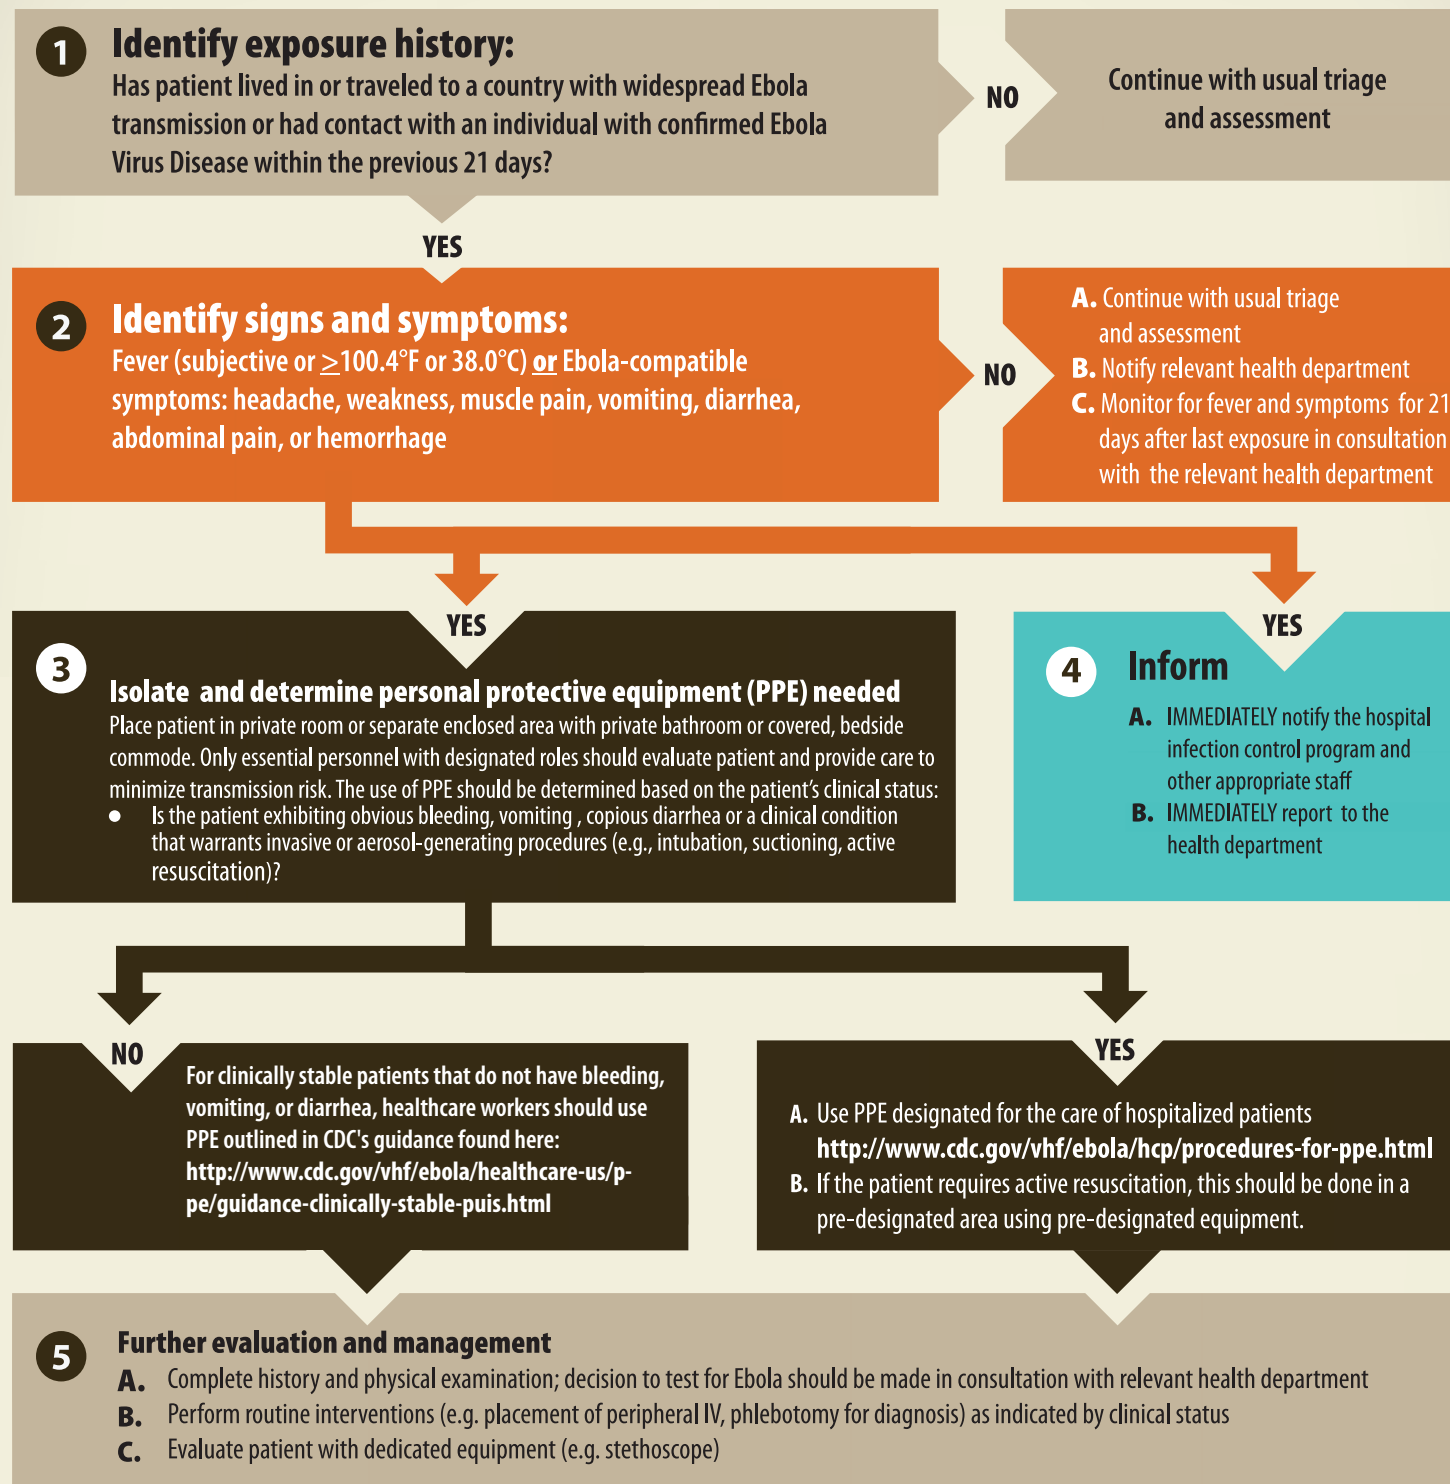 1
Identify exposure history:
Has patient lived in or traveled to a country with widespread Ebola
transmission or had contact with an individual with confirmed Ebola
Virus Disease within the previous 21 days?
NO
Continue with usual triage
and assessment
YES
2
Identify signs and symptoms:
Fever (subjective or ≥100.4°F or 38.0°C) or Ebola-compatible
symptoms: headache, weakness, muscle pain, vomiting, diarrhea,
abdominal pain, or hemorrhage
NO
A. Continue with usual triage
and assessment
B. Notify relevant health department
C. Monitor for fever and symptoms for 21
days after last exposure in consultation
with the relevant health department
YES
3
Isolate and determine personal protective equipment (PPE) needed
Place patient in private room or separate enclosed area with private bathroom or covered, bedside
commode. Only essential personnel with designated roles should evaluate patient and provide care to
minimize transmission risk. The use of PPE should be determined based on the patient's clinical status:
● Is the patient exhibiting obvious bleeding, vomiting , copious diarrhea or a clinical condition
that warrants invasive or aerosol-generating procedures (e.g., intubation, suctioning, active
resuscitation)?
YES
4
Inform
A. IMMEDIATELY notify the hospital
infection control program and
other appropriate staff
B. IMMEDIATELY report to the
health department
NO
For clinically stable patients that do not have bleeding,
vomiting, or diarrhea, healthcare workers should use
PPE outlined in CDC's guidance found here:
http://www.cdc.gov/vhf/ebola/healthcare-us/p-
pe/guidance-clinically-stable-puis.html
YES
A. Use PPE designated for the care of hospitalized patients
http://www.cdc.gov/vhf/ebola/hcp/procedures-for-ppe.html
B. If the patient requires active resuscitation, this should be done in a
pre-designated area using pre-designated equipment.
5
Further evaluation and management
A. Complete history and physical examination; decision to test for Ebola should be made in consultation with relevant health department
B. Perform routine interventions (e.g. placement of peripheral IV, phlebotomy for diagnosis) as indicated by clinical status
C. Evaluate patient with dedicated equipment (e.g. stethoscope)